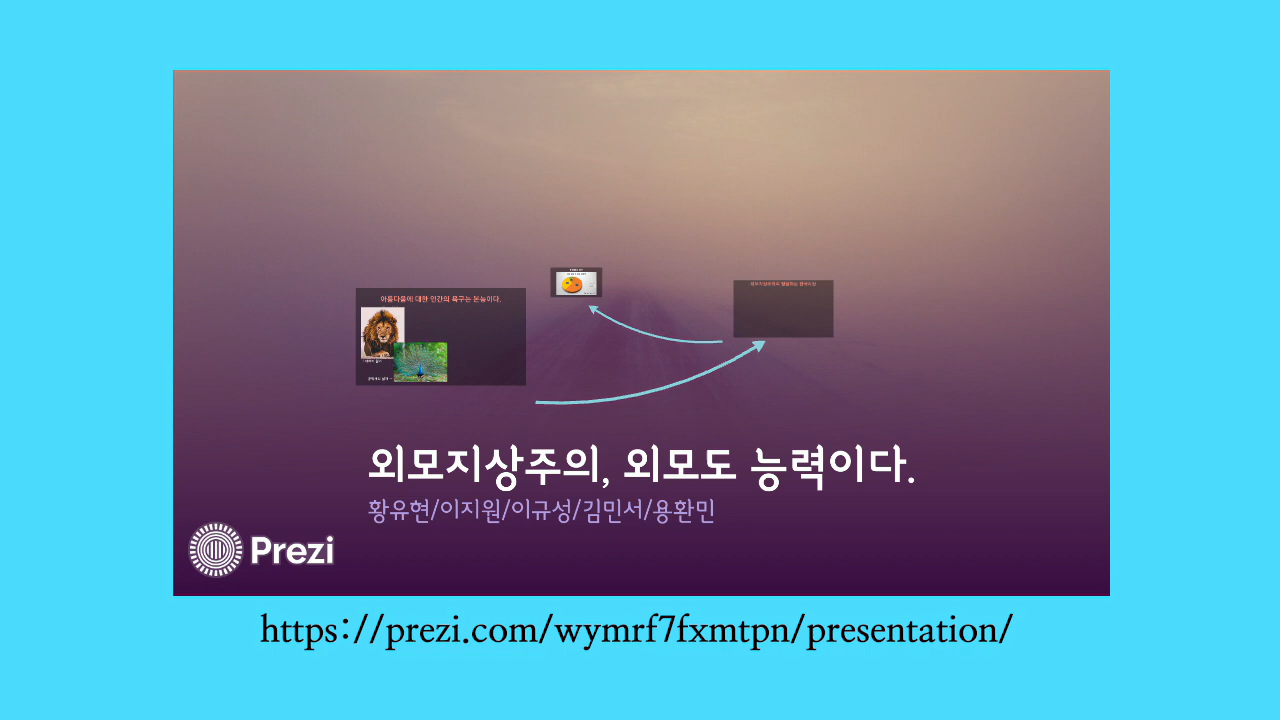 아름다움에 대한 인간의 욕구는 본능이다.
외모지상주의, 외모도 능력이다.
황유현/이지원/이규성/김민서/용환민
Prezi
https://prezi.com/wymrf7fxmtpn/presentation/